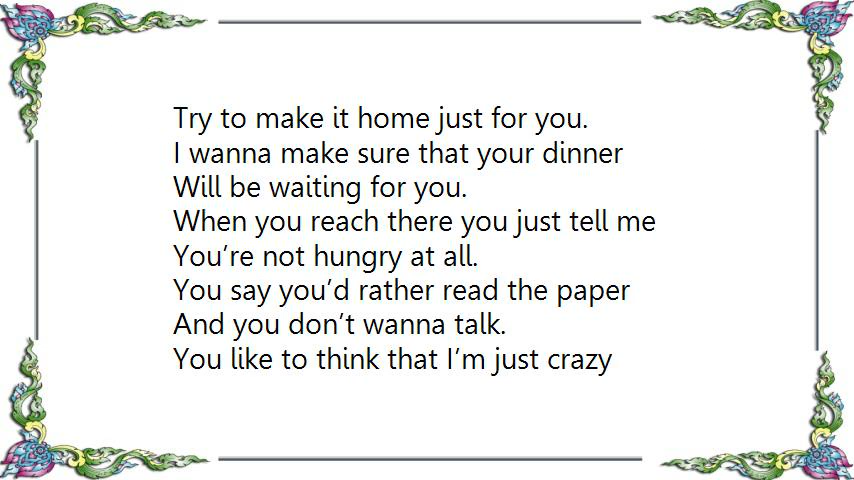 Try to make it home just for you.
I wanna make sure that your dinner
Will be waiting for you.
When you reach there you just tell me
You’re not hungry at all.
You say you’d rather read the paper
And you don’t wanna talk.
You like to think that I’m just crazy